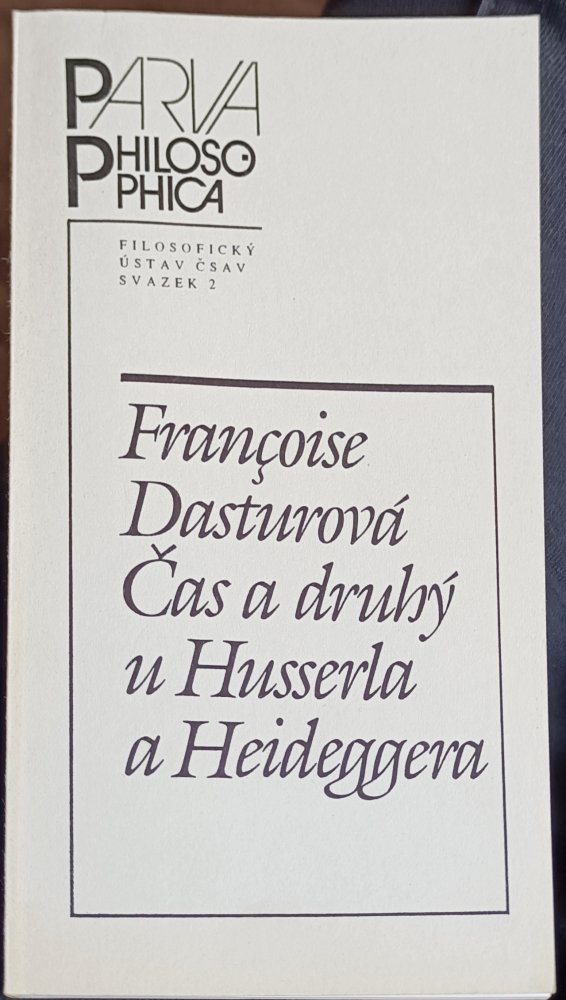 PARVA
PHILOSO
PHICA
FILOSOFICKÝ
ÚSTAV ČSAV
SVAZEK 2
Françoise
Dasturová
Čas a druhý
u Husserla
a Heideggera